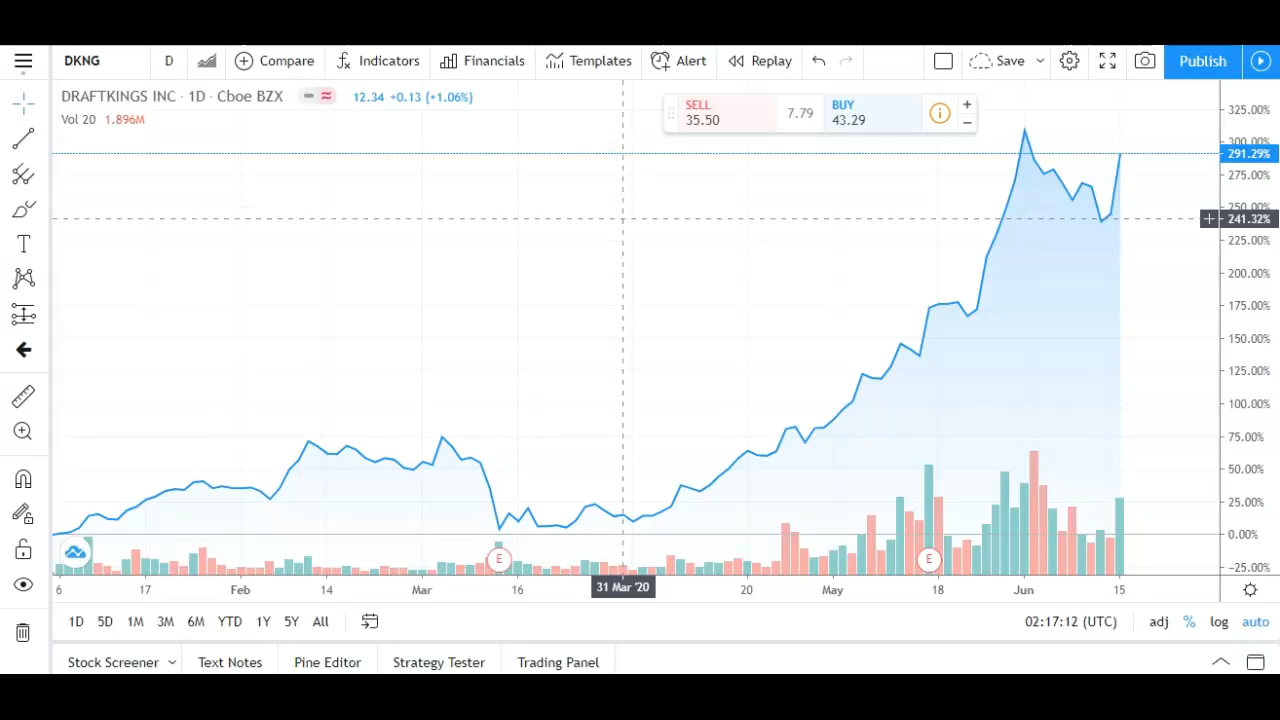 DKNG D Compare Indicators Financials Templates Alert Replay Save Publish
DRAFTKINGS INC · 1D · Cboe BZX 12.34 +0.13 (+1.06%)
Vol 20 1.896M
SELL
35.50
7.79
BUY
43.29
325.00%
300.00%
291.29%
275.00%
250.00%
241.32%
225.00%
200.00%
175.00%
150.00%
125.00%
100.00%
75.00%
50.00%
25.00%
0.00%
-25.00%
E E
6 17 Feb 14 Mar 16 31 Mar '20 20 May 18 Jun 15
1D 5D 1M 3M 6M YTD 1Y 5Y All 02:17:12 (UTC) adj % log auto
Stock Screener Text Notes Pine Editor Strategy Tester Trading Panel